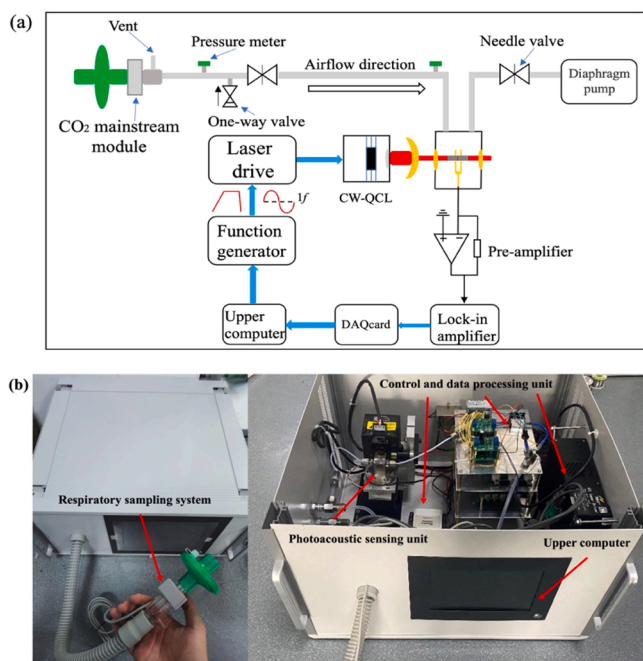 (a)
Vent
Pressure meter
Needle valve
Airflow direction
Diaphragm
pump
CO₂ mainstream
module
One-way valve
Laser
drive
CW-QCL
1f
Function
generator
Pre-amplifier
Upper
computer
DAQcard
Lock-in
amplifier
(b)
Control and data processing unit
Respiratory sampling system
Photoacoustic sensing unit
Upper computer